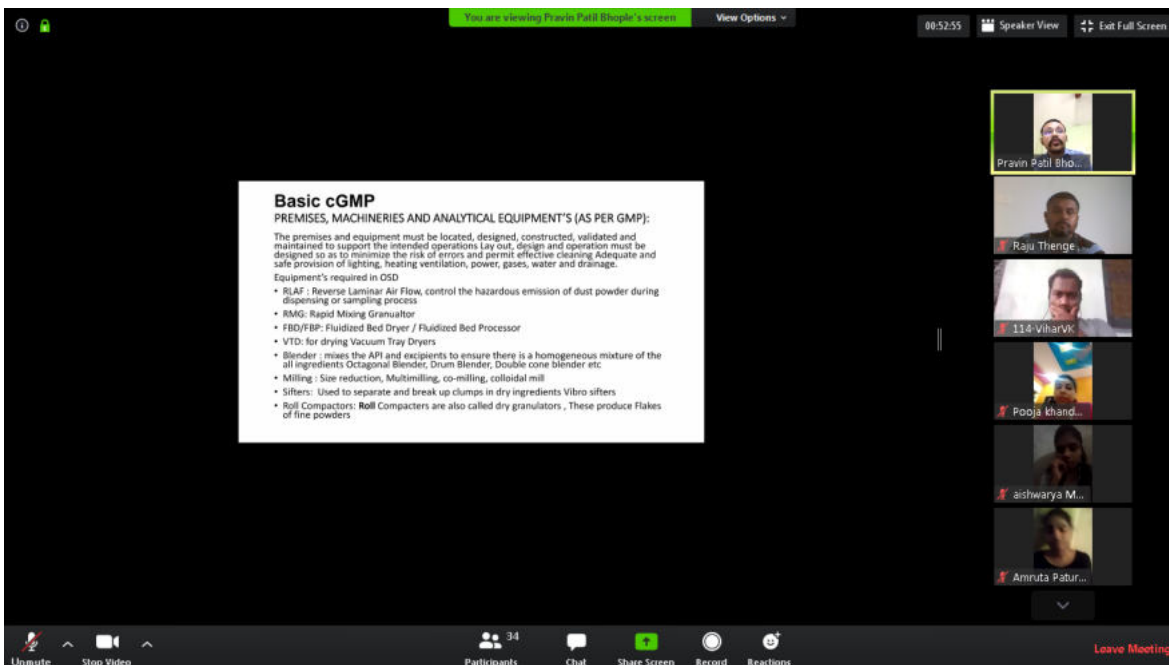 You are viewing Pravin Patil Bhople's screen
View Options
00:52:55
Speaker View
Exit Full Screen
Basic cGMP
PREMISES, MACHINERIES AND ANALYTICAL EQUIPMENT'S (AS PER GMP):
The premises and equipment must be located, designed, constructed, validated and
maintained to support the intended operations Lay out, design and operation must be
designed so as to minimize the risk of errors and permit effective cleaning Adequate and
safe provision of lighting, heating ventilation, power, gases, water and drainage.
Equipment's required in OSD
• RLAF : Reverse Laminar Air Flow, control the hazardous emission of dust powder during
dispensing or sampling process
• RMG: Rapid Mixing Granualtor
• FBD/FBP: Fluidized Bed Dryer / Fluidized Bed Processor
• VTD: for drying Vacuum Tray Dryers
• Blender : mixes the API and excipients to ensure there is a homogeneous mixture of the
all ingredients Octagonal Blender, Drum Blender, Double cone blender etc
• Milling : Size reduction, Multimilling, co-milling, colloidal mill
• Sifters: Used to separate and break up clumps in dry ingredients Vibro sifters
• Roll Compactors: Roll Compacters are also called dry granulators , These produce Flakes
of fine powders
Pravin Patil Bho...
Raju Thenge
114-ViharVK
Pooja khand...
aishwarya M...
Amruta Patur...
Unmute
Stop Video
34
Participants
Chat
Share Screen
Record
Reactions
Leave Meeting